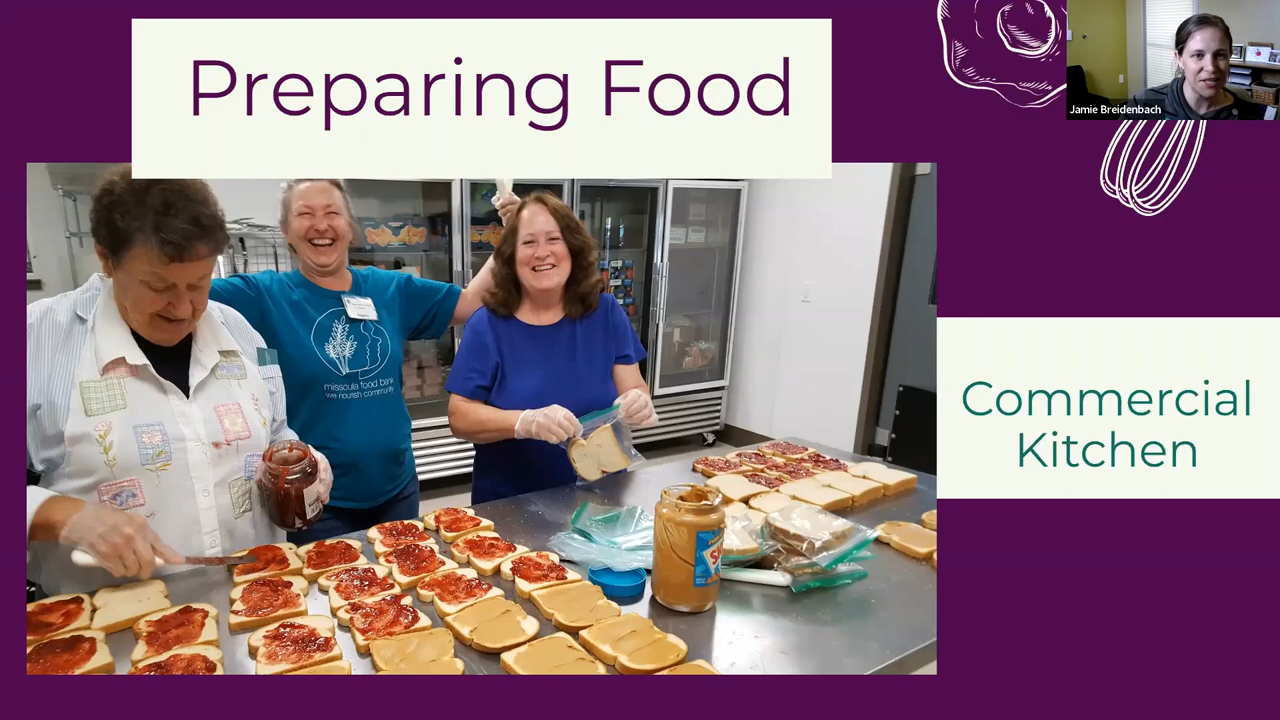 Preparing Food
Jamie Breidenbach
missoula food bank
we nourish community
Commercial
Kitchen